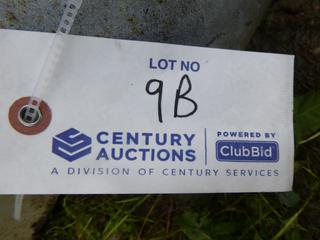 LOT NO
9B
CENTURY AUCTIONS
POWERED BY
ClubBid
A DIVISION OF CENTURY SERVICES